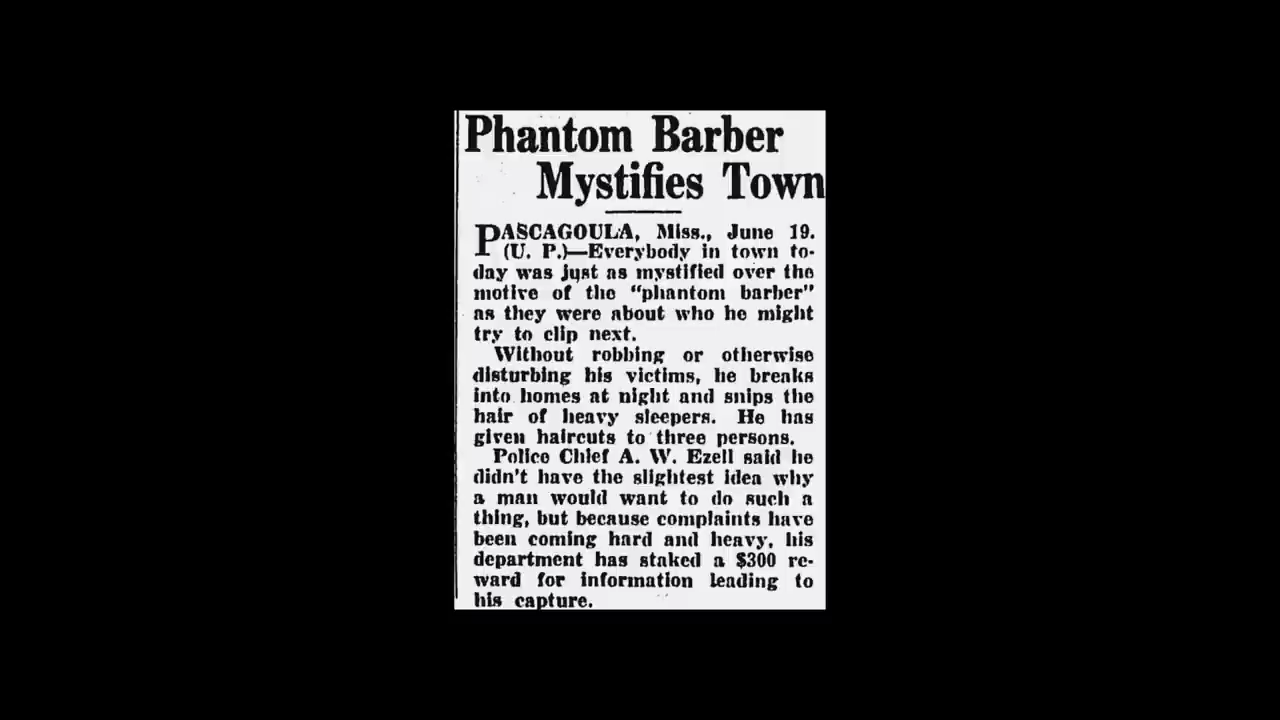 Phantom Barber
Mystifies Town
PASCAGOULA, Miss., June 19.
(U. P.)—Everybody in town to-
day was just as mystified over the
motive of the "phantom barber"
as they were about who he might
try to clip next.
Without robbing or otherwise
disturbing his victims, he breaks
into homes at night and snips the
hair of heavy sleepers. He has
given haircuts to three persons.
Police Chief A. W. Ezell said he
didn't have the slightest idea why
a man would want to do such a
thing, but because complaints have
been coming hard and heavy, his
department has staked a $300 re-
ward for information leading to
his capture.